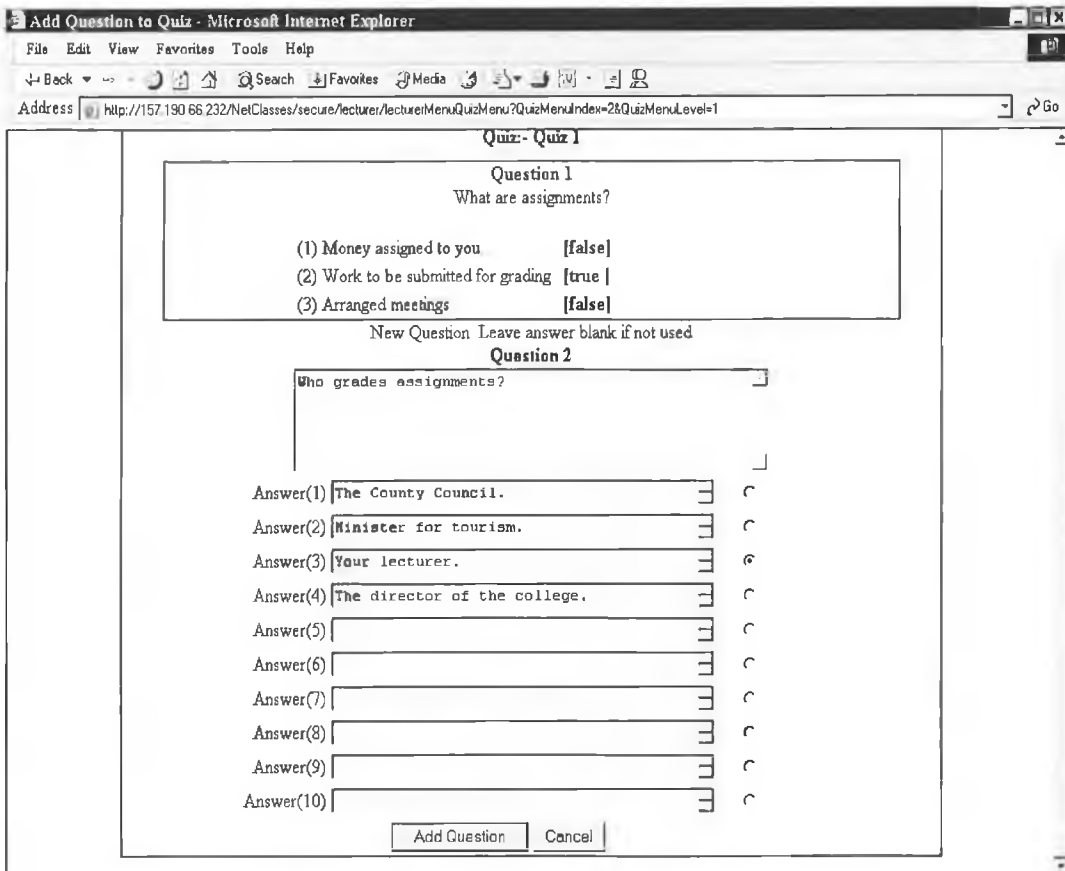 Add Question to Quiz - Microsoft Internet Explorer
File Edit View Favorites Tools Help
Back Search Favorites Media
Address http://157.190.66.232/NetClasses/secure/lecturer/lecturerMenuQuizMenu?QuizMenuIndex=2&QuizMenuLevel=1 Go
Quiz:- Quiz 1
Question 1
What are assignments?
(1) Money assigned to you [false]
(2) Work to be submitted for grading [true ]
(3) Arranged meetings [false]
New Question Leave answer blank if not used
Question 2
Who grades assignments?
Answer(1) The County Council.
Answer(2) Minister for tourism.
Answer(3) Your lecturer.
Answer(4) The director of the college.
Answer(5)
Answer(6)
Answer(7)
Answer(8)
Answer(9)
Answer(10)
Add Question Cancel